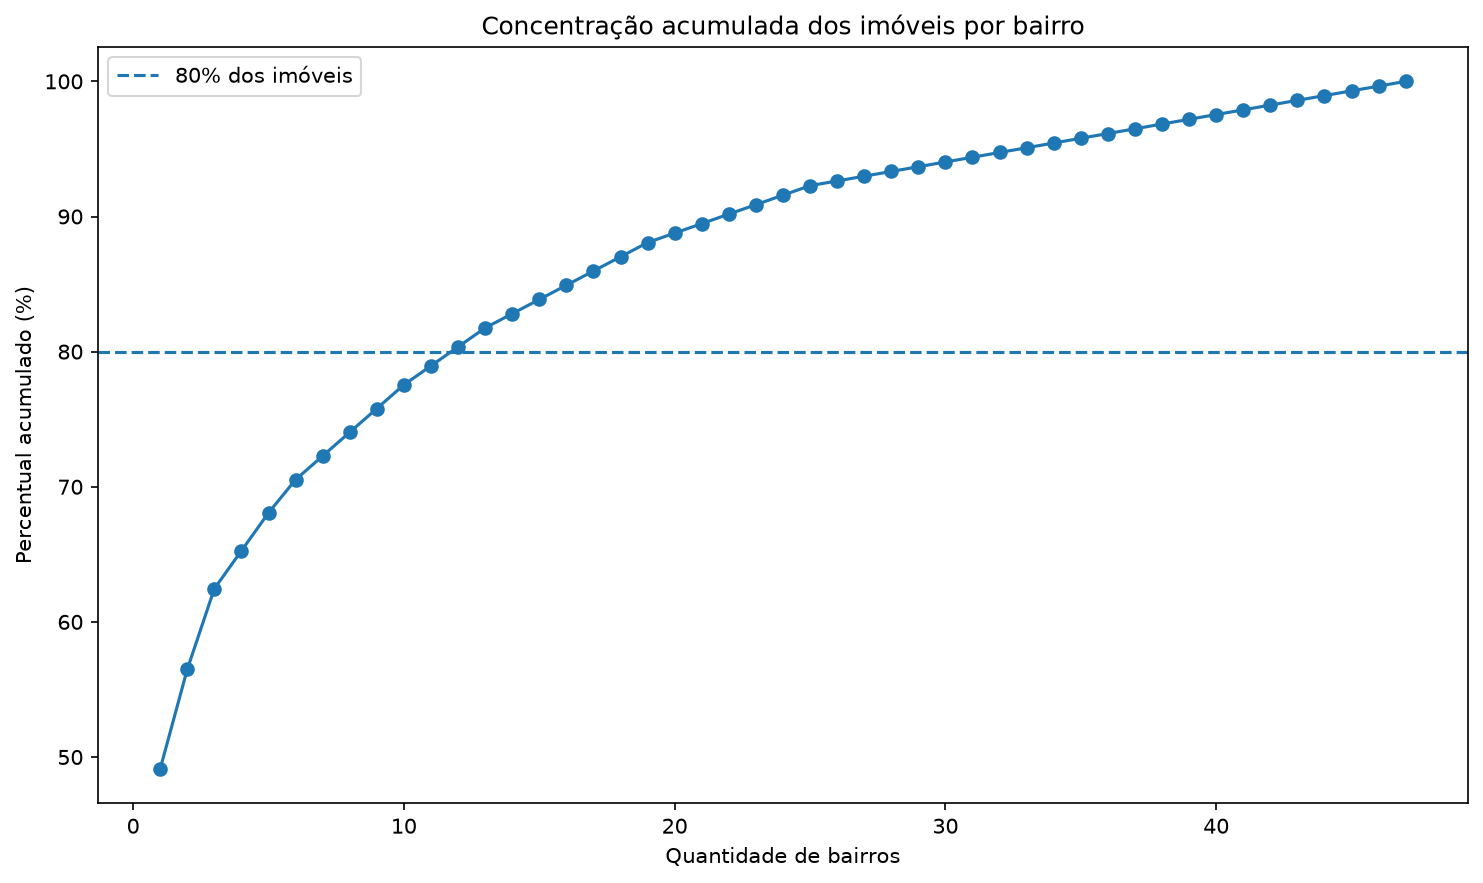 Concentração acumulada dos imóveis por bairro
80% dos imóveis
Percentual acumulado (%)
100
90
80
70
60
50
0 10 20 30 40
Quantidade de bairros